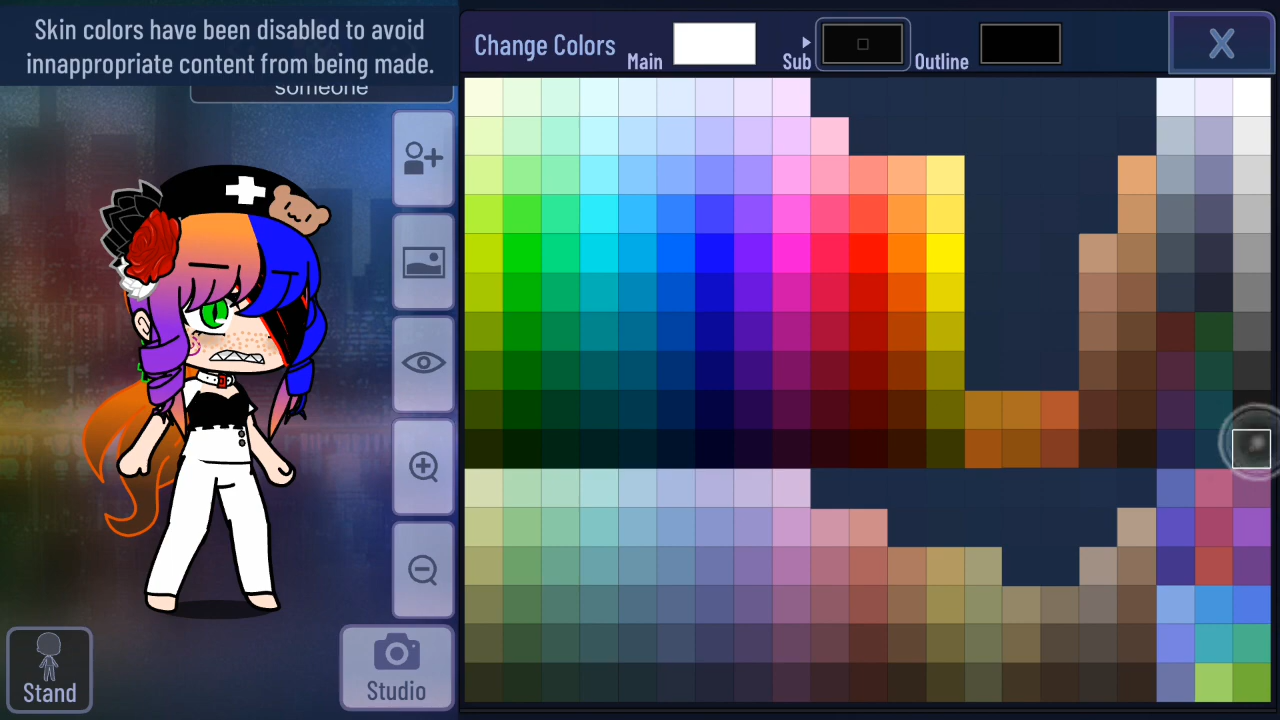 Skin colors have been disabled to avoid
innappropriate content from being made.
someone
Change Colors
Main
Sub
Outline
X
Stand
Studio